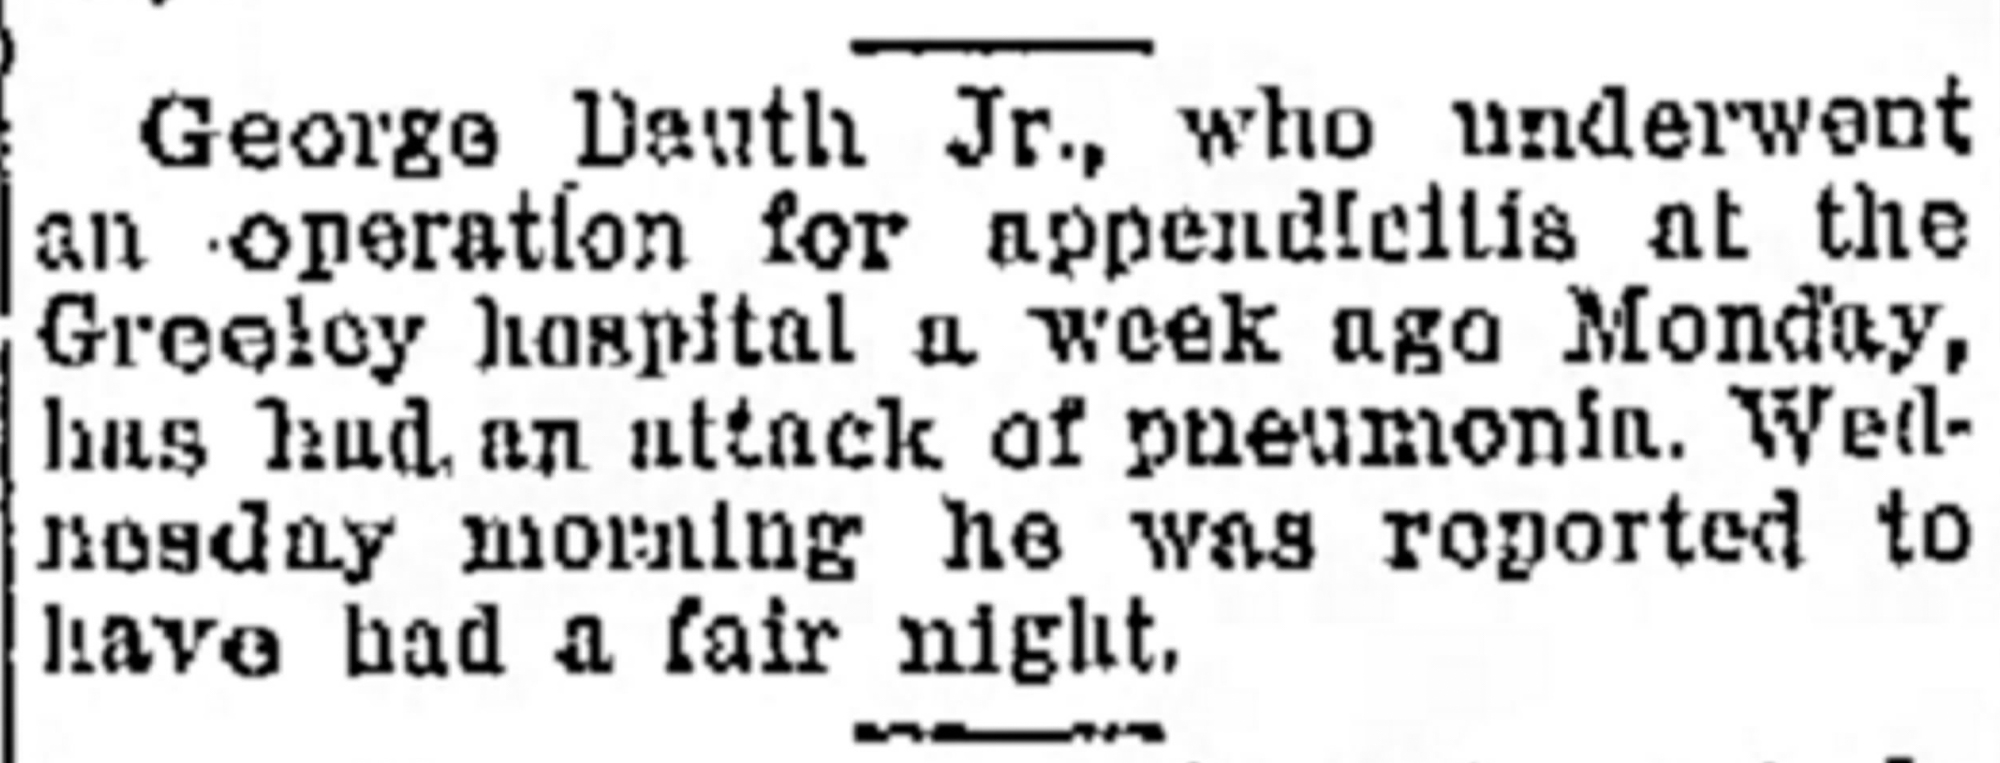 George Dauth Jr., who underwent
an operation for appendicitis at the
Greeley hospital a week ago Monday,
has had an attack of pneumonia. Wed-
nesday morning he was reported to
have had a fair night.